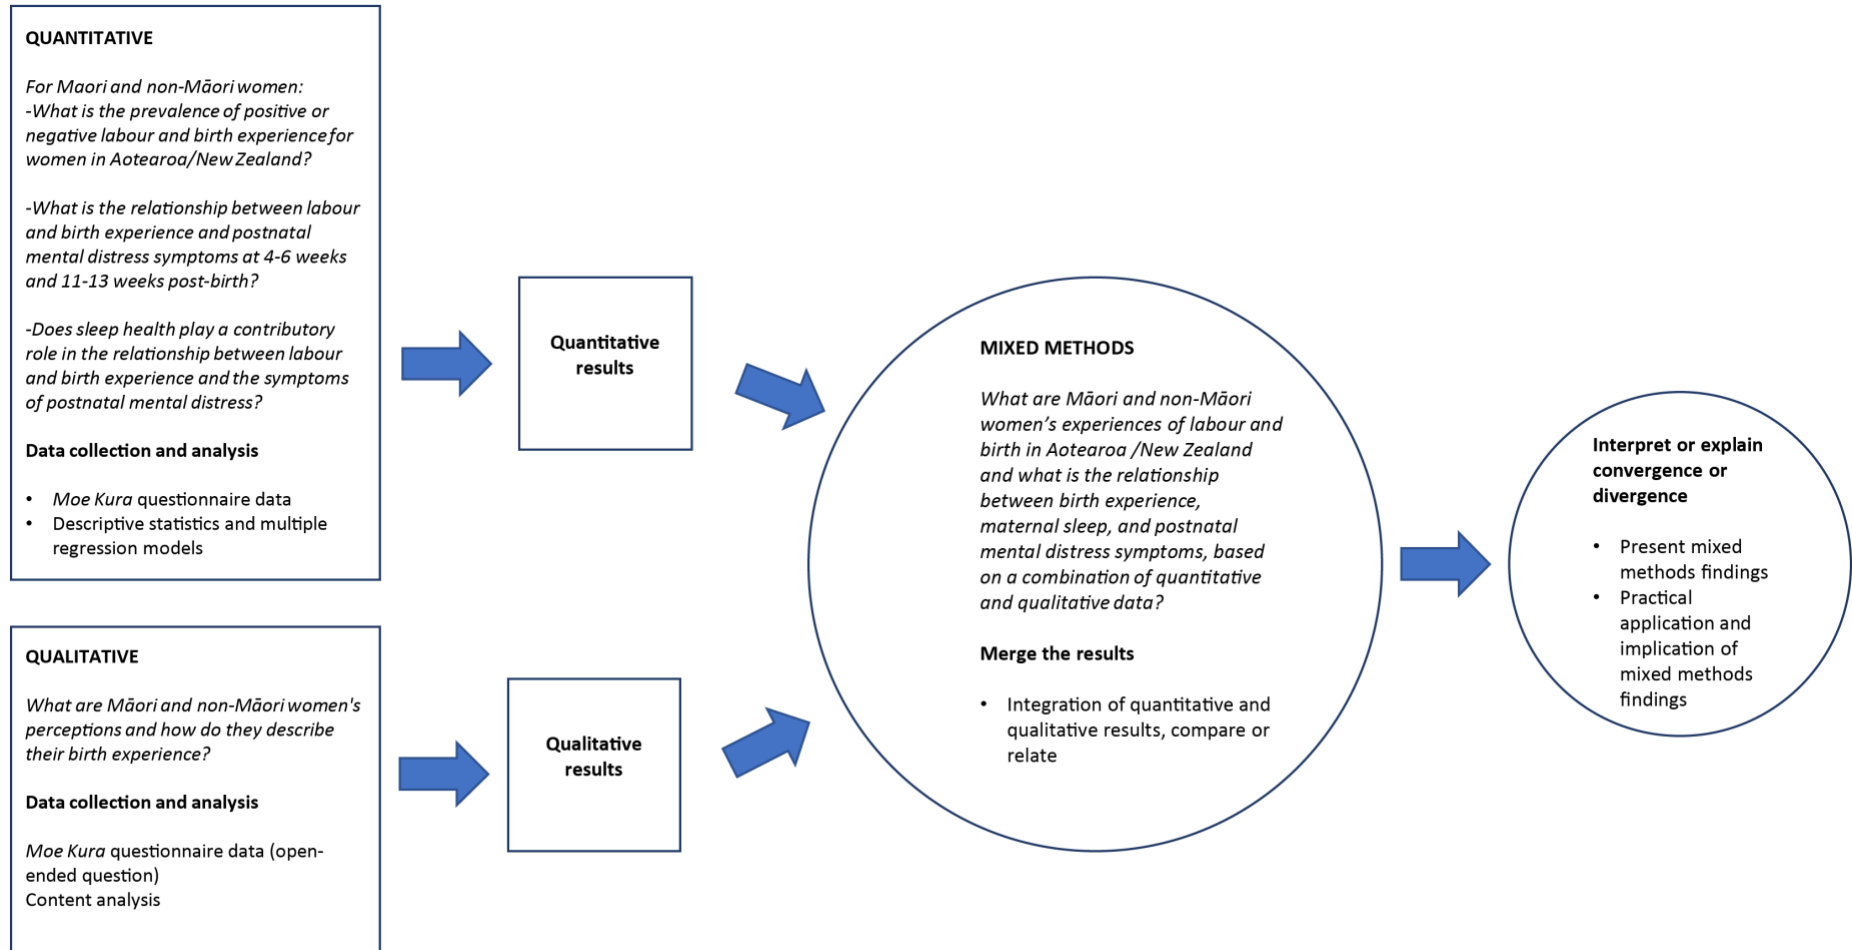 QUANTITATIVE
For Maori and non-Māori women:
-What is the prevalence of positive or
negative labour and birth experience for
women in Aotearoa/New Zealand?
-What is the relationship between labour
and birth experience and postnatal
mental distress symptoms at 4-6 weeks
and 11-13 weeks post-birth?
-Does sleep health play a contributory
role in the relationship between labour
and birth experience and the symptoms
of postnatal mental distress?
Data collection and analysis
• Moe Kura questionnaire data
• Descriptive statistics and multiple
regression models
QUALITATIVE
What are Māori and non-Māori women's
perceptions and how do they describe
their birth experience?
Data collection and analysis
Moe Kura questionnaire data (open-
ended question)
Content analysis
Quantitative
results
Qualitative
results
MIXED METHODS
What are Māori and non-Māori
women’s experiences of labour and
birth in Aotearoa /New Zealand
and what is the relationship
between birth experience,
maternal sleep, and postnatal
mental distress symptoms, based
on a combination of quantitative
and qualitative data?
Merge the results
• Integration of quantitative and
qualitative results, compare or
relate
Interpret or explain
convergence or
divergence
• Present mixed
methods findings
• Practical
application and
implication of
mixed methods
findings